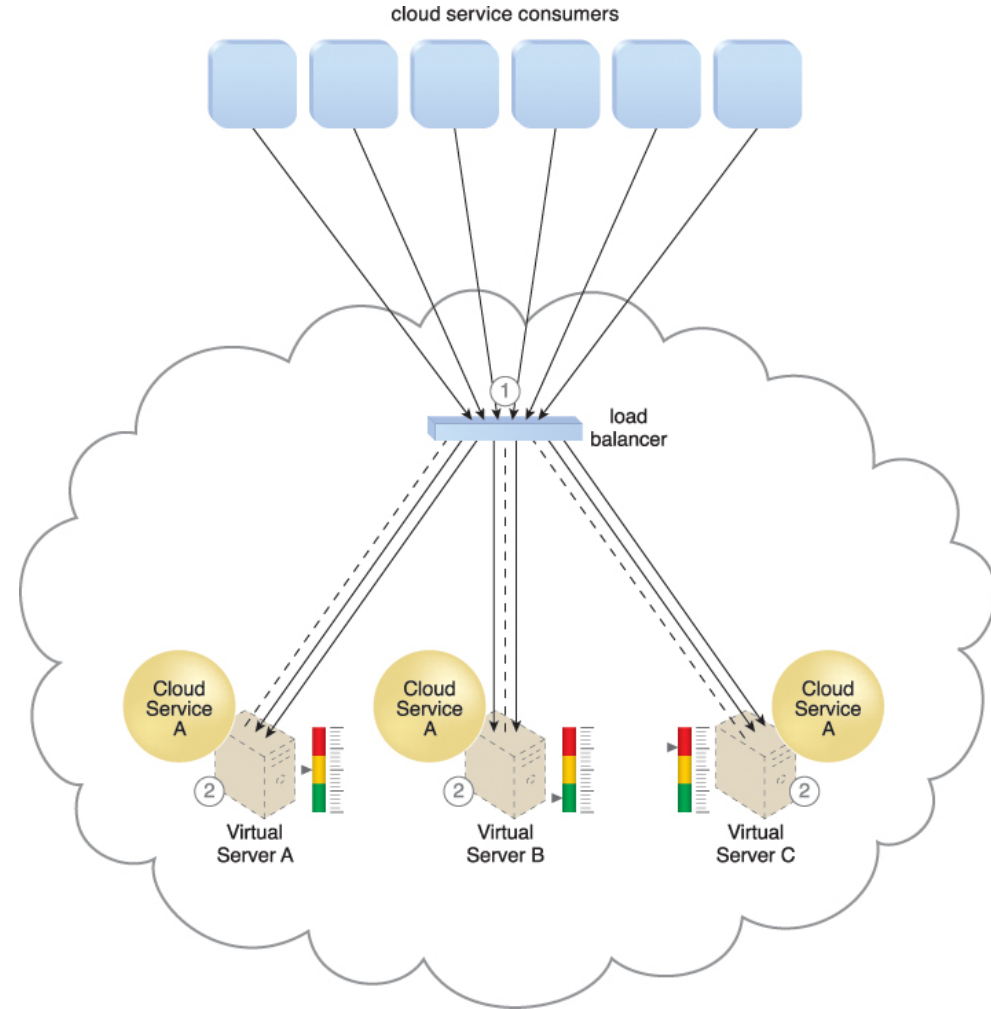 cloud service consumers
1
load
balancer
Cloud
Service
A
Cloud
Service
A
Cloud
Service
A
2
2
2
Virtual
Server A
Virtual
Server B
Virtual
Server C